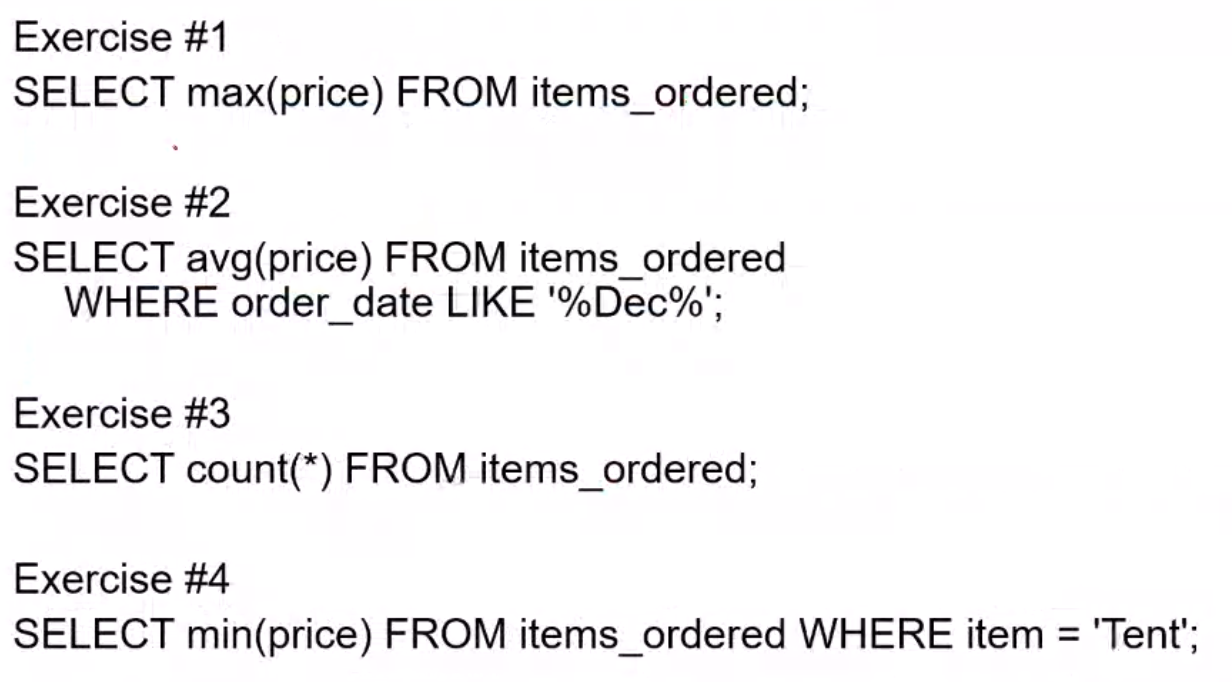 Exercise #1
SELECT max(price) FROM items_ordered;
Exercise #2
SELECT avg(price) FROM items_ordered
WHERE order_date LIKE '%Dec%';
Exercise #3
SELECT count(*) FROM items_ordered;
Exercise #4
SELECT min(price) FROM items_ordered WHERE item = 'Tent';